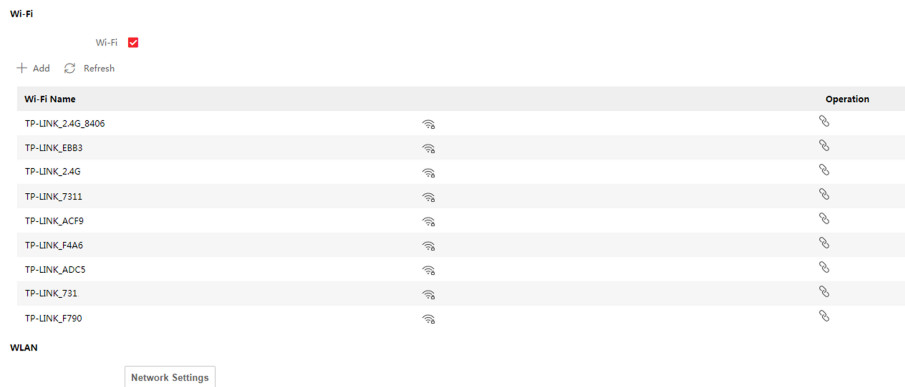 Wi-Fi
Wi-Fi
Add Refresh
Wi-Fi Name Operation
TP-LINK_2.4G_8406
TP-LINK_EBB3
TP-LINK_2.4G
TP-LINK_7311
TP-LINK_ACF9
TP-LINK_F4A6
TP-LINK_ADC5
TP-LINK_731
TP-LINK_F790
WLAN
Network Settings